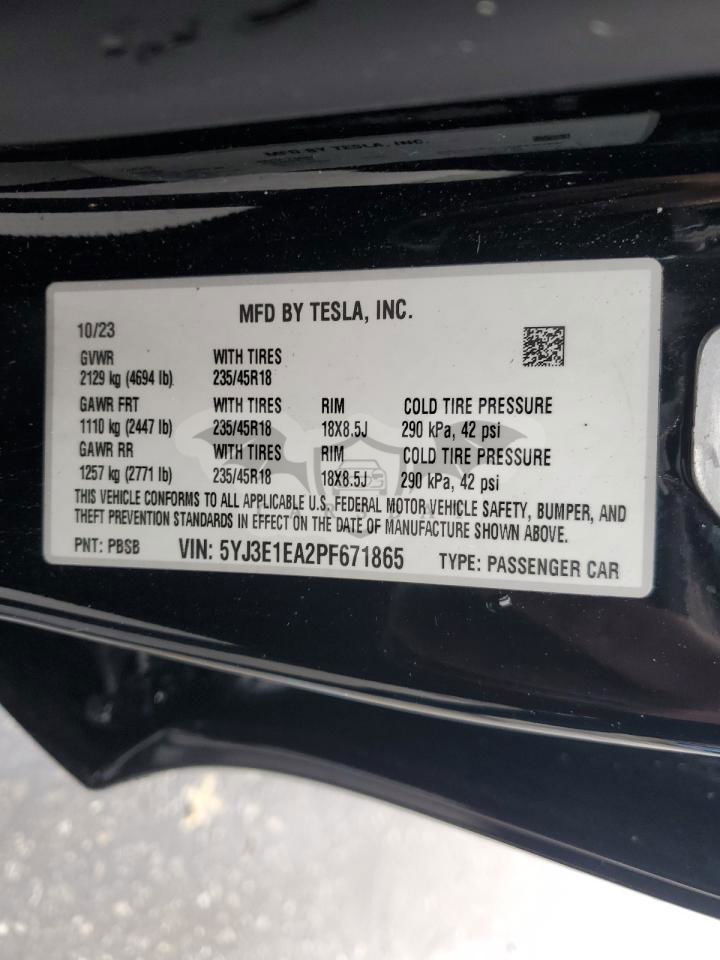 MFD BY TESLA, INC.
MFD BY TESLA, INC.
10/23
GVWR WITH TIRES
2129 kg (4694 lb) 235/45R18
GAWR FRT WITH TIRES RIM COLD TIRE PRESSURE
1110 kg (2447 lb) 235/45R18 18X8.5J 290 kPa, 42 psi
GAWR RR WITH TIRES RIM COLD TIRE PRESSURE
1257 kg (2771 lb) 235/45R18 18X8.5J 290 kPa, 42 psi
THIS VEHICLE CONFORMS TO ALL APPLICABLE U.S. FEDERAL MOTOR VEHICLE SAFETY, BUMPER, AND
THEFT PREVENTION STANDARDS IN EFFECT ON THE DATE OF MANUFACTURE SHOWN ABOVE.
PNT: PBSB VIN: 5YJ3E1EA2PF671865 TYPE: PASSENGER CAR